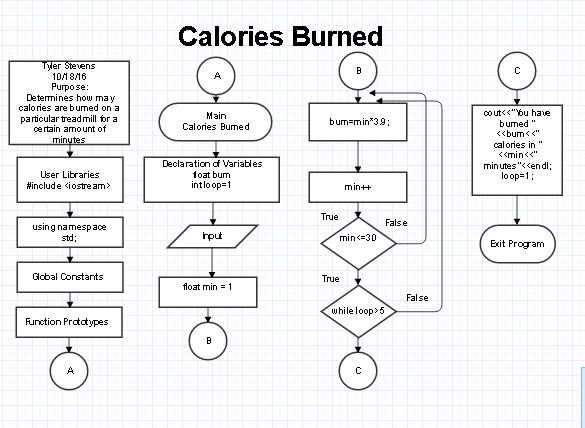 Calories Burned
Tyler Stevens
10/18/16
Purpose:
Determines how may
calories are burned on a
particular treadmill for a
certain amount of
minutes
User Libraries
#include <iostream>
using namespace
std;
Global Constants
Function Prototypes
A
A
Main
Calories Burned
Declaration of Variables
float burn
int loop=1
Input
float min = 1
B
B
burn=min*3.9;
min++
True
False
min<=30
True
False
while loop>5
C
C
cout<<"You have
burned "
<<burn<<"
calories in "
<<min<<"
minutes"<<endl;
loop=1;
Exit Program